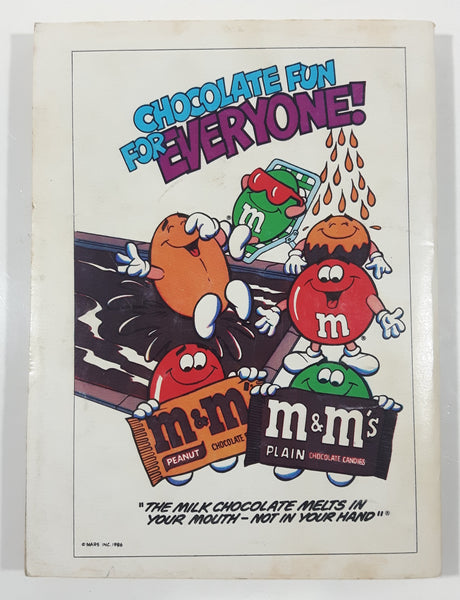 CHOCOLATE FUN
FOR EVERYONE!
m
m
m&m's
PEANUT
CHOCOLATE
m&m's
PLAIN CHOCOLATE CANDIES
"THE MILK CHOCOLATE MELTS IN
YOUR MOUTH – NOT IN YOUR HAND"®
© MARS INC. 1986